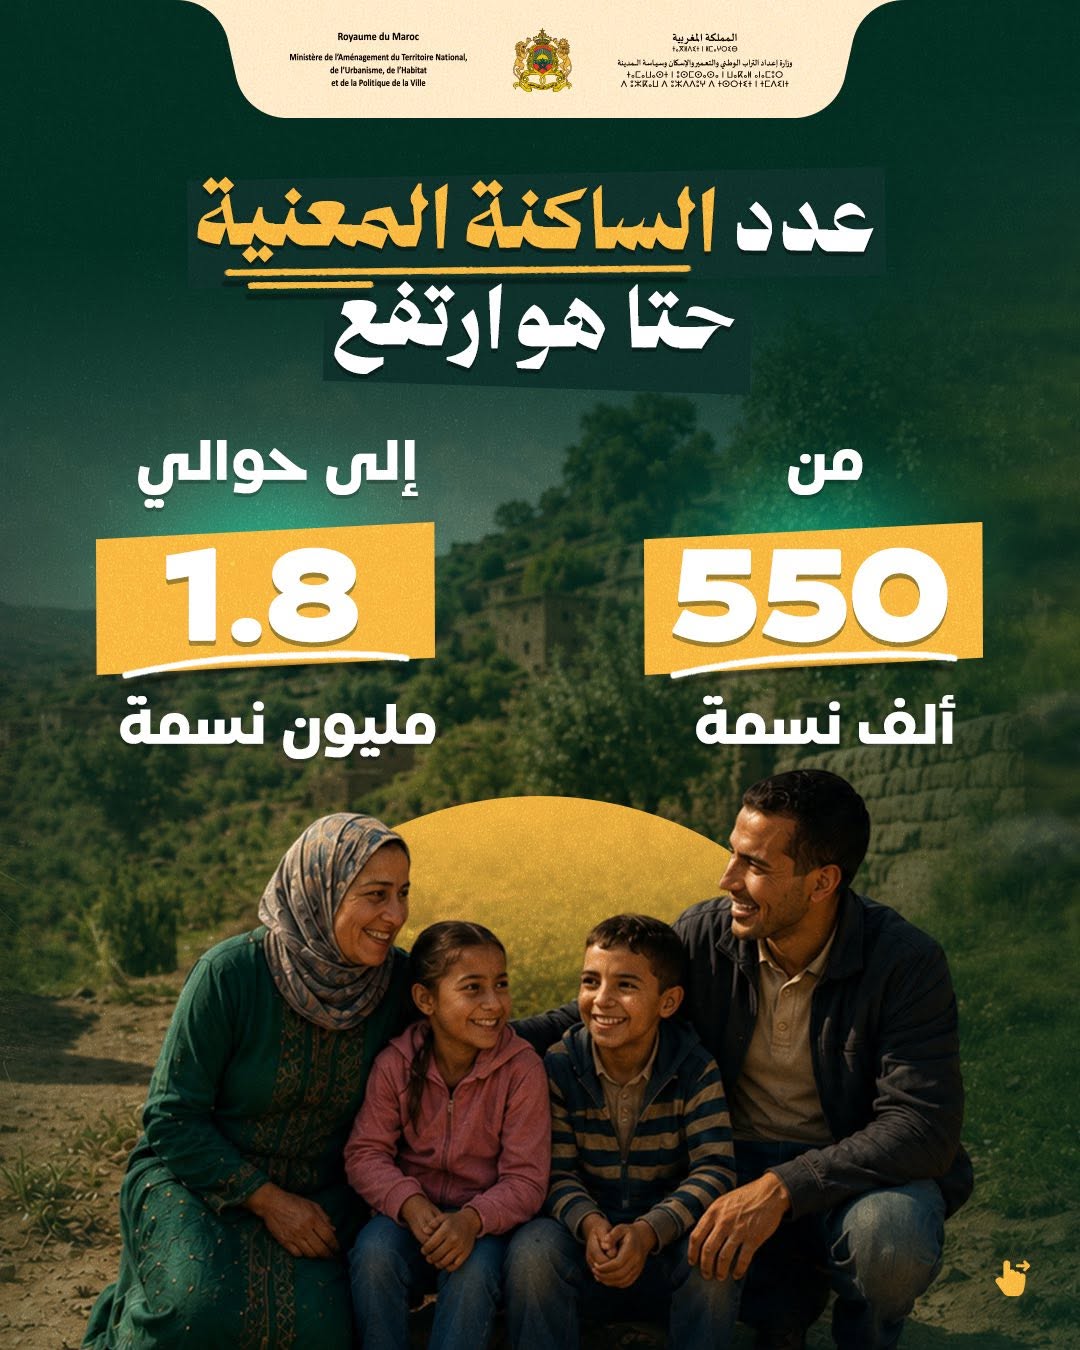 Royaume du Maroc
Ministère de l'Aménagement du Territoire National,
de l'Urbanisme, de l'Habitat
et de la Politique de la Ville
المملكة المغربية
ⵜⴰⴳⵍⴷⵉⵜ ⵏ ⵍⵎⵖⵔⵉⴱ
وزارة إعداد التراب الوطني والتعمير والإسكان وسياسة المدينة
عدد الساكنة المعنية
حتا هو ارتفع
من
550
ألف نسمة
إلى حوالي
1.8
مليون نسمة